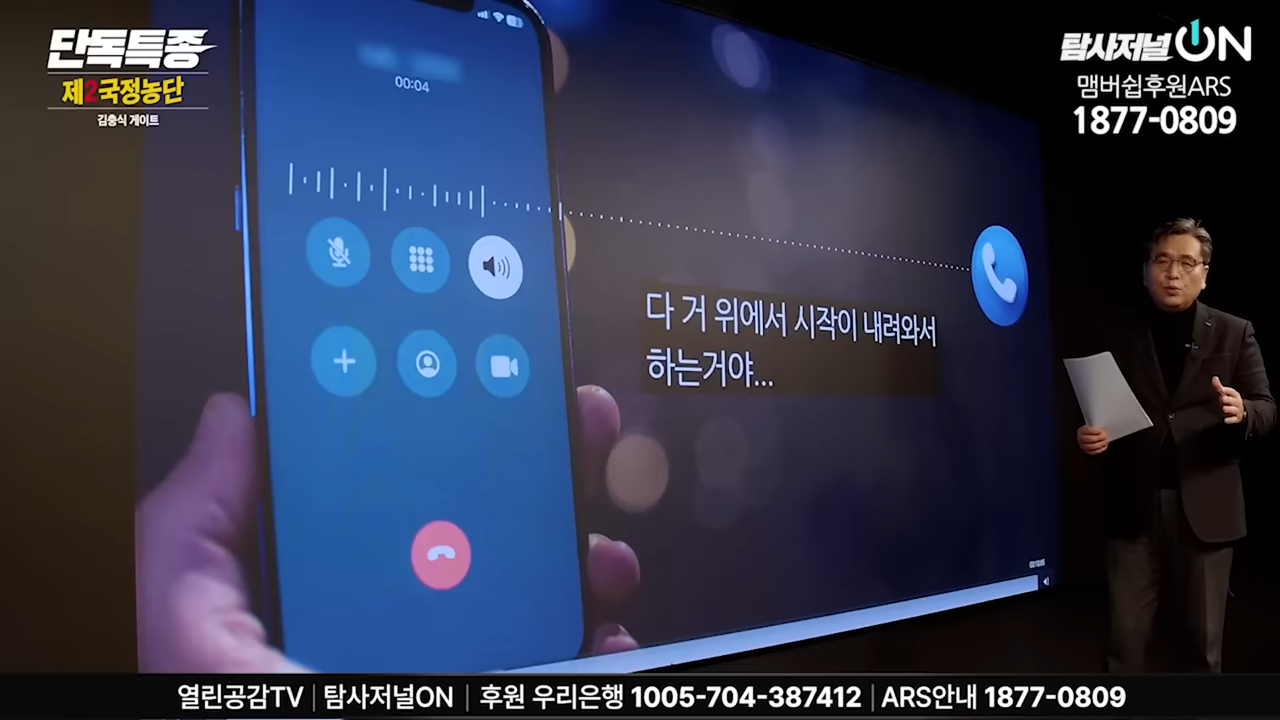 단독특종
제2국정농단
김충식 게이트
탐사저널ON
맴버쉽후원ARS
1877-0809
00:04
다 거 위에서 시작이 내려와서
하는거야...
열린공감TV | 탐사저널ON | 후원 우리은행 1005-704-387412 | ARS안내 1877-0809